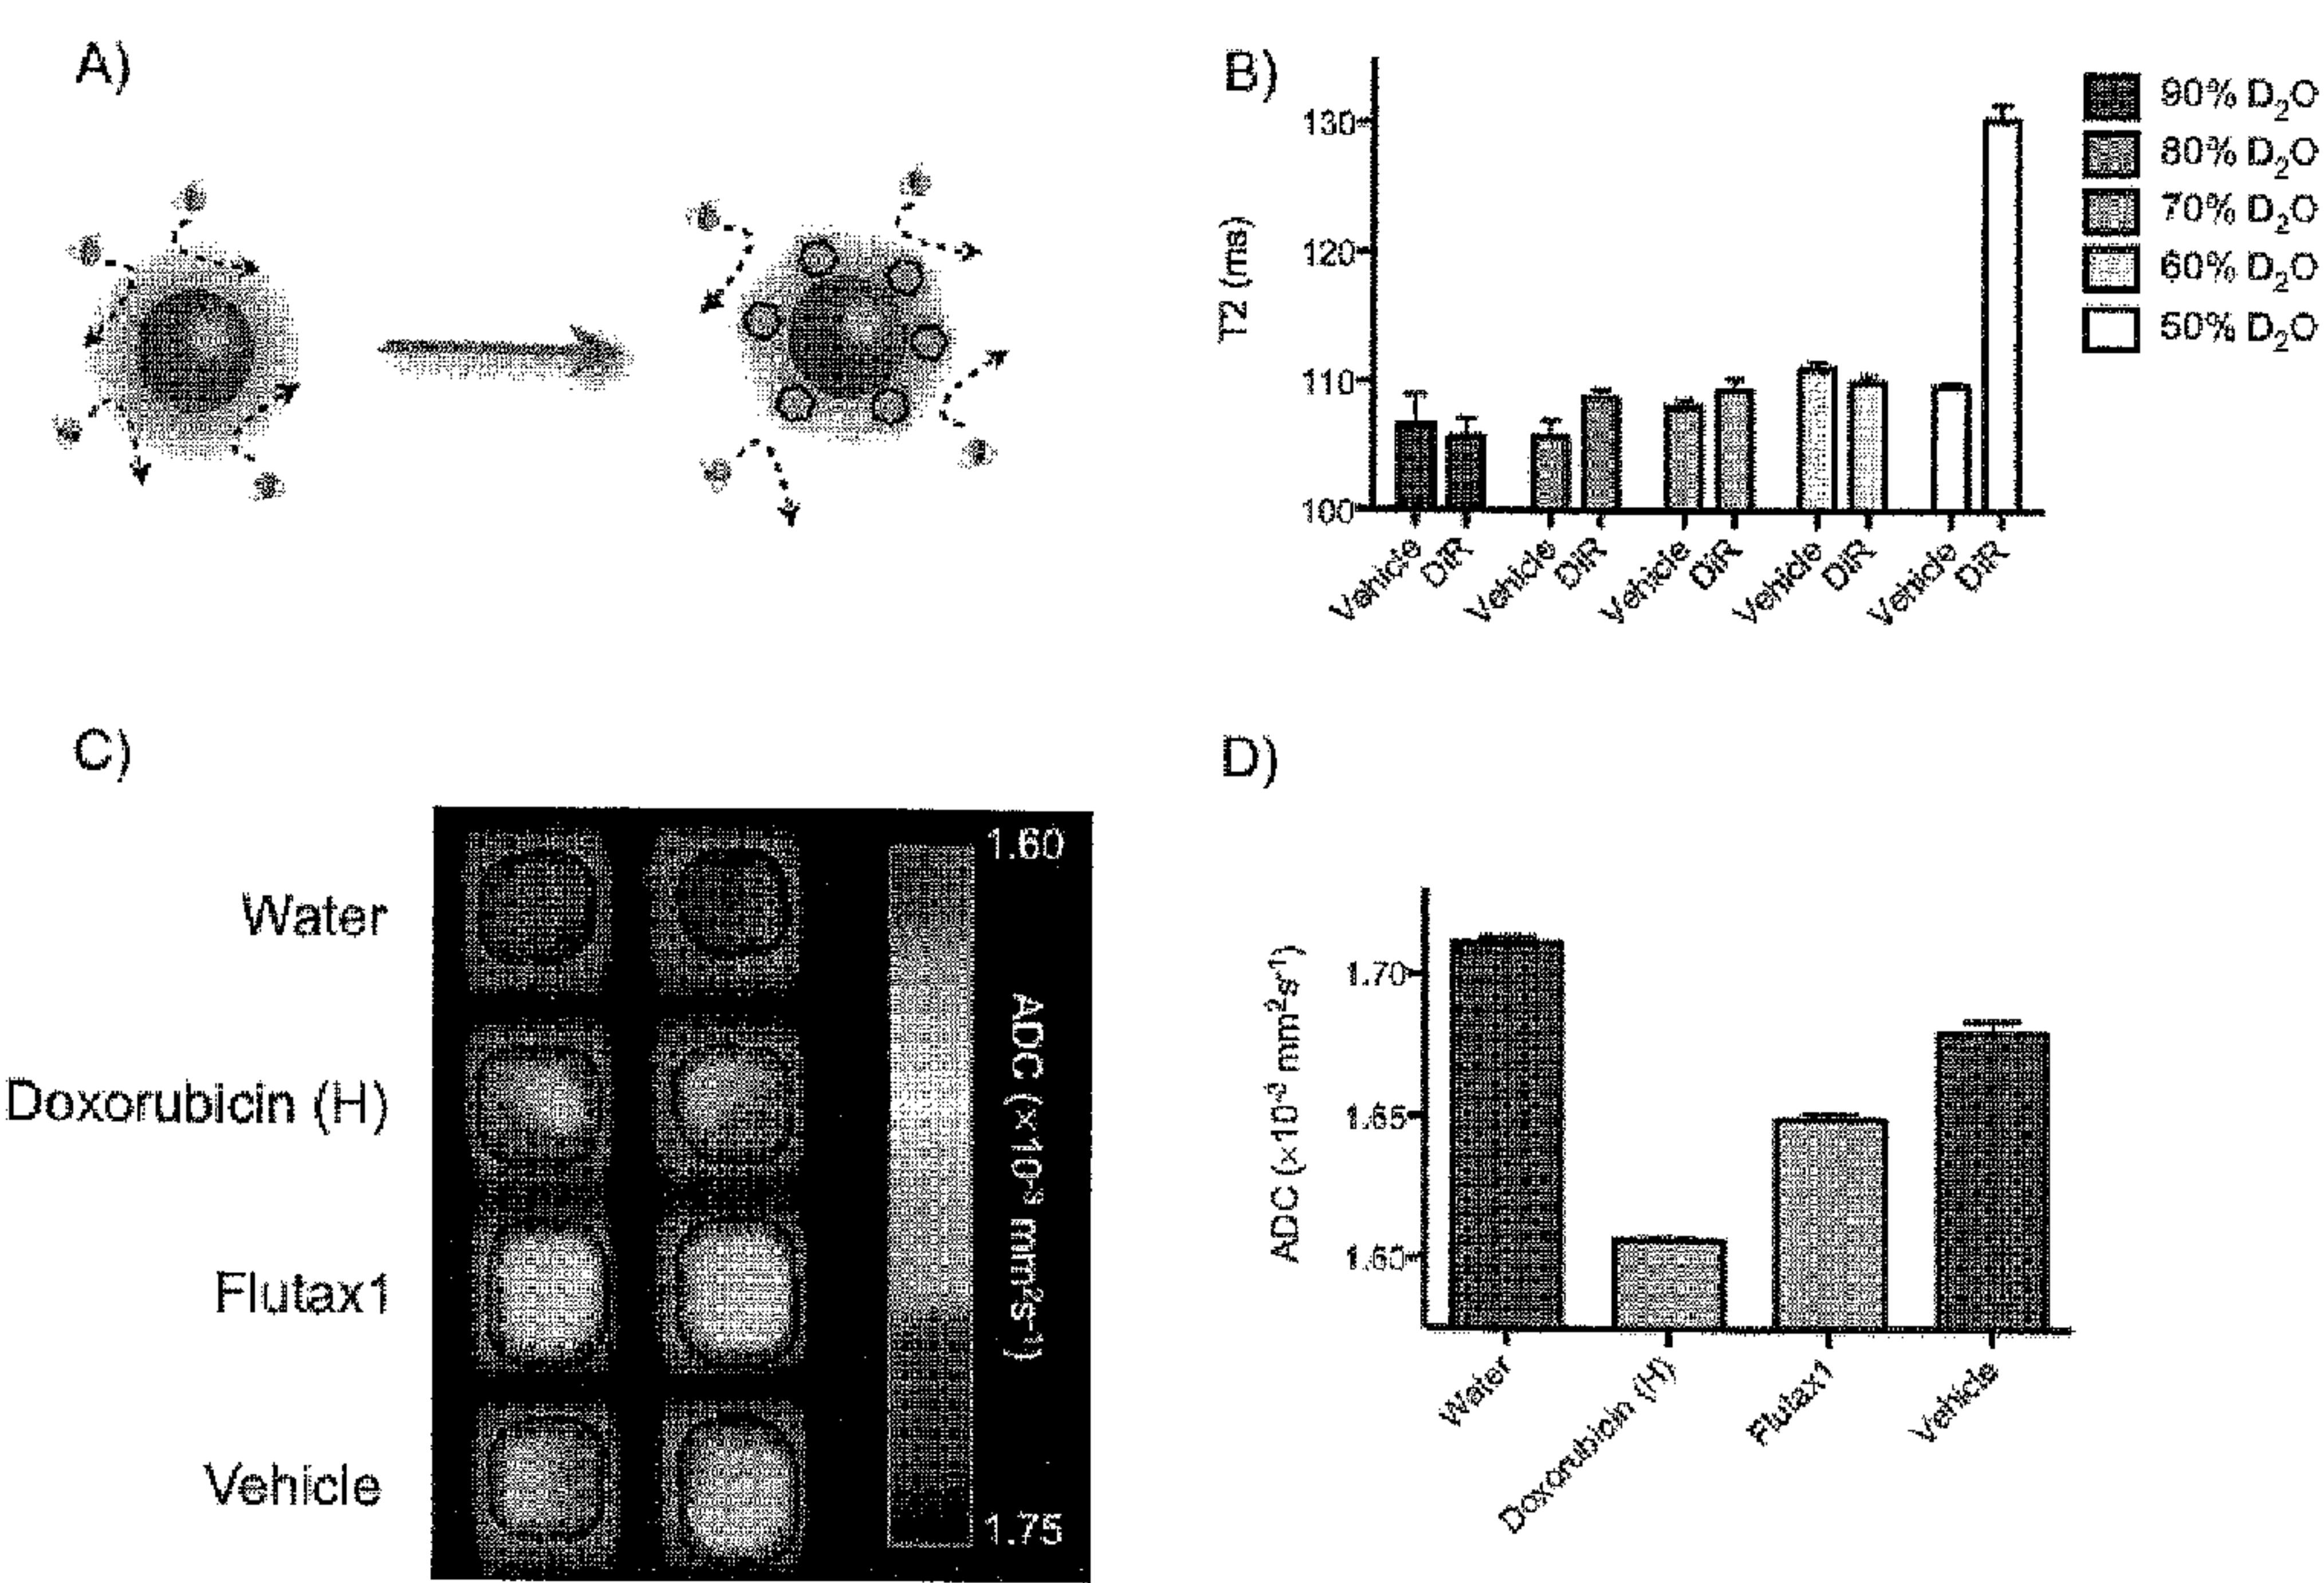 A)
B)
130
120
110
100
T2 (ms)
Vehicle
DiR
Vehicle
DiR
Vehicle
DiR
Vehicle
DiR
Vehicle
DiR
90% D₂O
80% D₂O
70% D₂O
60% D₂O
50% D₂O
C)
Water
Doxorubicin (H)
Flutax1
Vehicle
1.60
ADC (×10⁻³ mm²s⁻¹)
1.75
D)
ADC (×10⁻³ mm²s⁻¹)
1.70
1.65
1.60
Water
Doxorubicin (H)
Flutax1
Vehicle